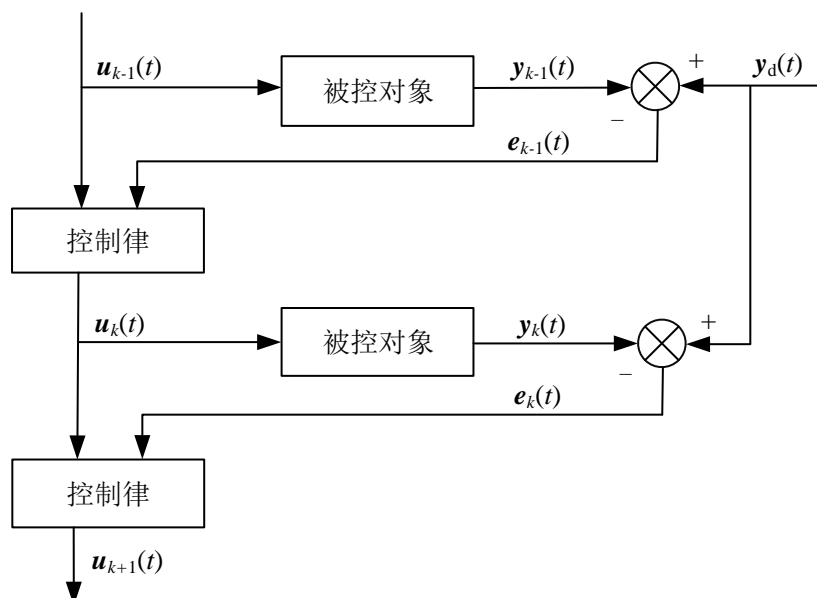 u_{k-1}(t)
y_{k-1}(t)
+
y_d(t)
被控对象
−
e_{k-1}(t)
控制律
u_k(t)
y_k(t)
+
被控对象
−
e_k(t)
控制律
u_{k+1}(t)